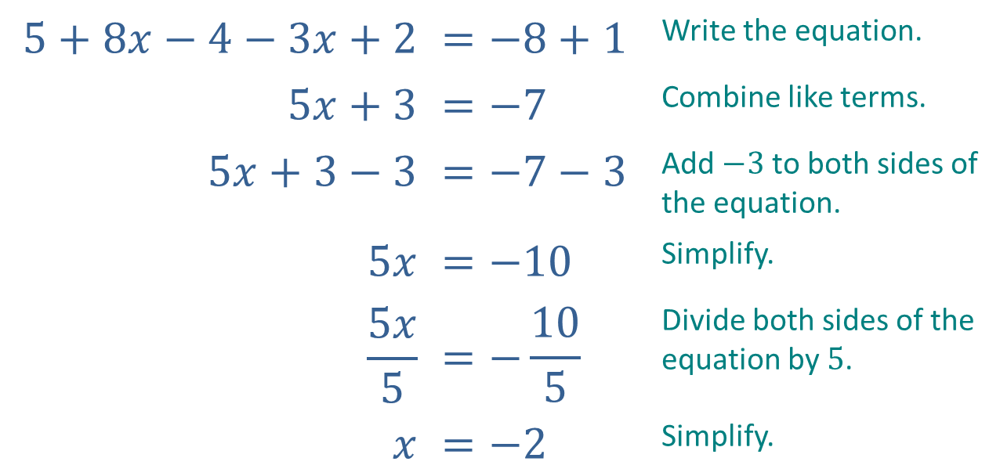 5 + 8x − 4 − 3x + 2 = −8 + 1 Write the equation.
5x + 3 = −7 Combine like terms.
5x + 3 − 3 = −7 − 3 Add −3 to both sides of
the equation.
5x = −10 Simplify.
5x/5 = −10/5 Divide both sides of the
equation by 5.
x = −2 Simplify.